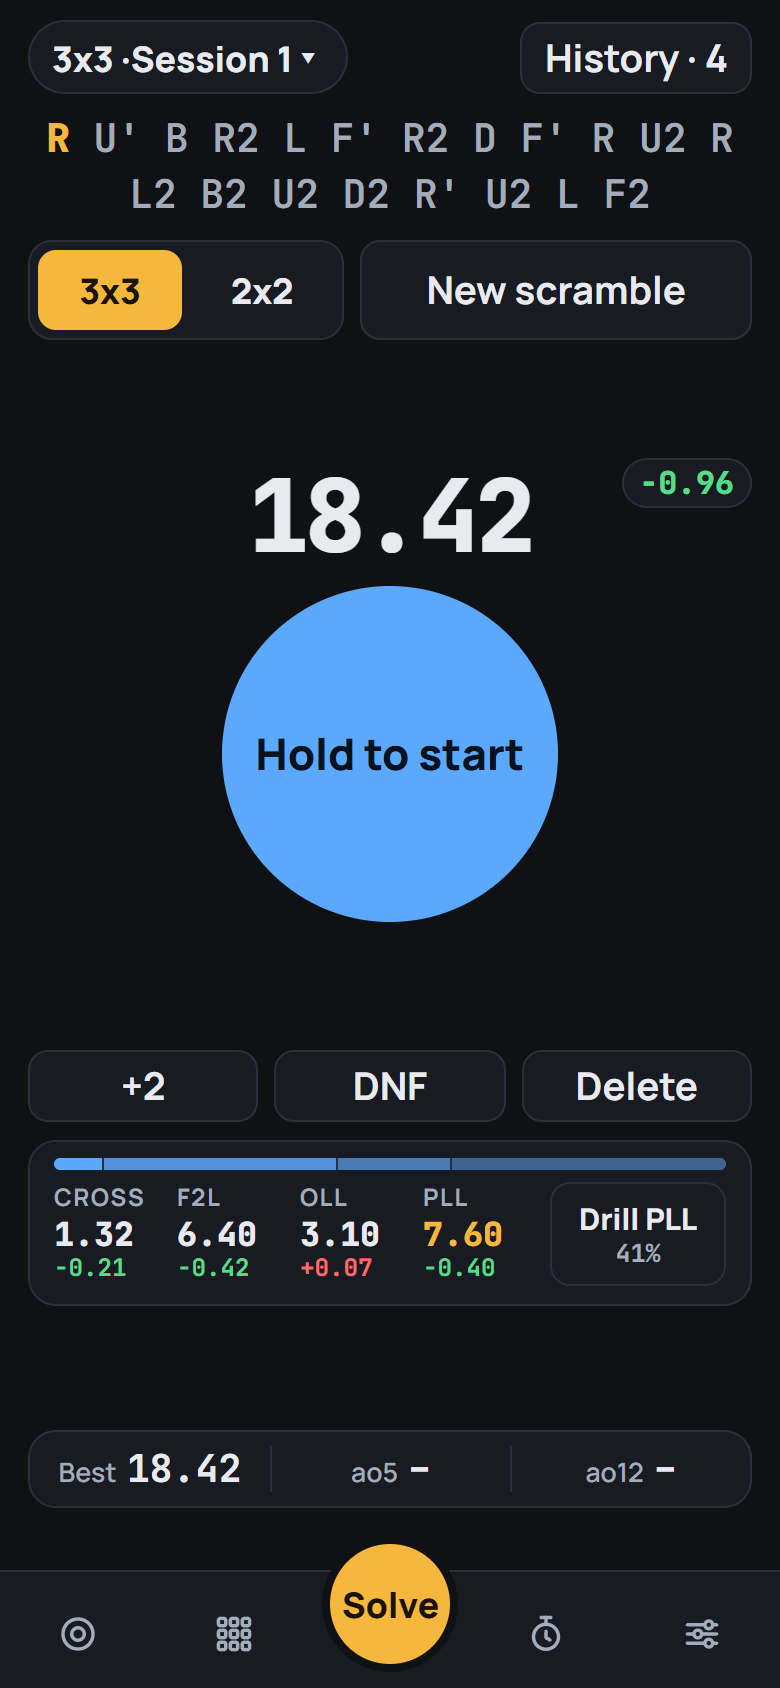 3x3 ·Session 1 ▾
History · 4
R U' B R2 L F' R2 D F' R U2 R
L2 B2 U2 D2 R' U2 L F2
3x3 2x2 New scramble
-0.96
18.42
Hold to start
+2 DNF Delete
CROSS F2L OLL PLL
1.32 6.40 3.10 7.60
-0.21 -0.42 +0.07 -0.40
Drill PLL
41%
Best 18.42 ao5 – ao12 –
Solve